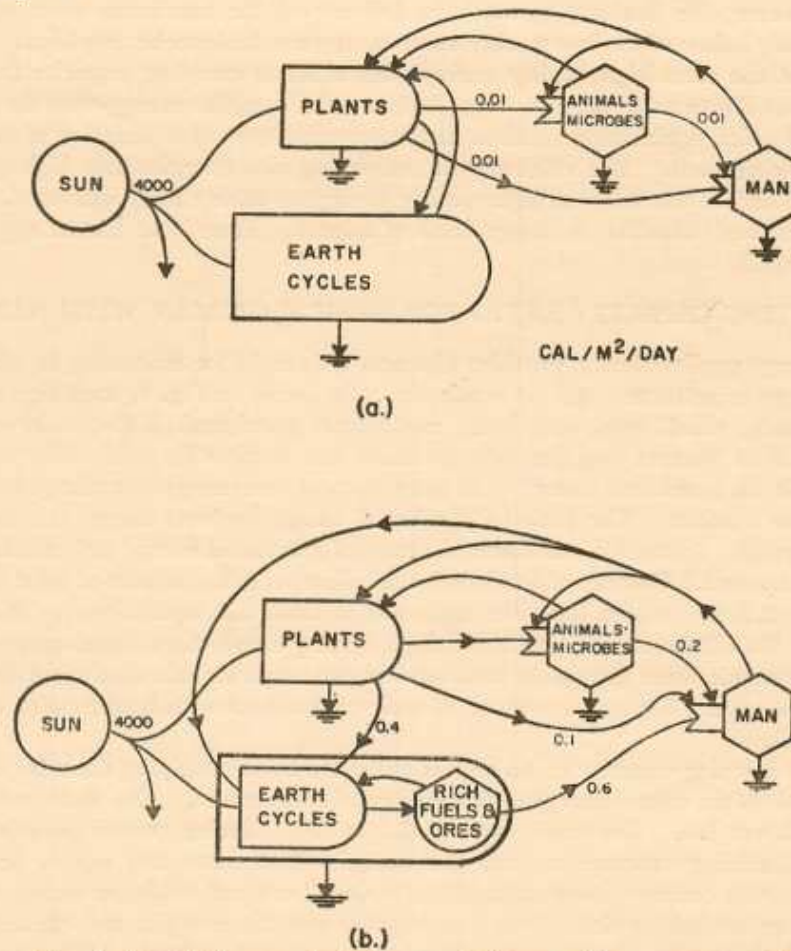 PLANTS
0.01
ANIMALS
MICROBES
0.01
SUN
4000
0.01
MAN
EARTH
CYCLES
CAL/M²/DAY
(a.)
PLANTS
ANIMALS·
MICROBES
0.2
SUN
4000
0.4
0.1
MAN
EARTH
CYCLES
RICH
FUELS &
ORES
0.6
(b.)